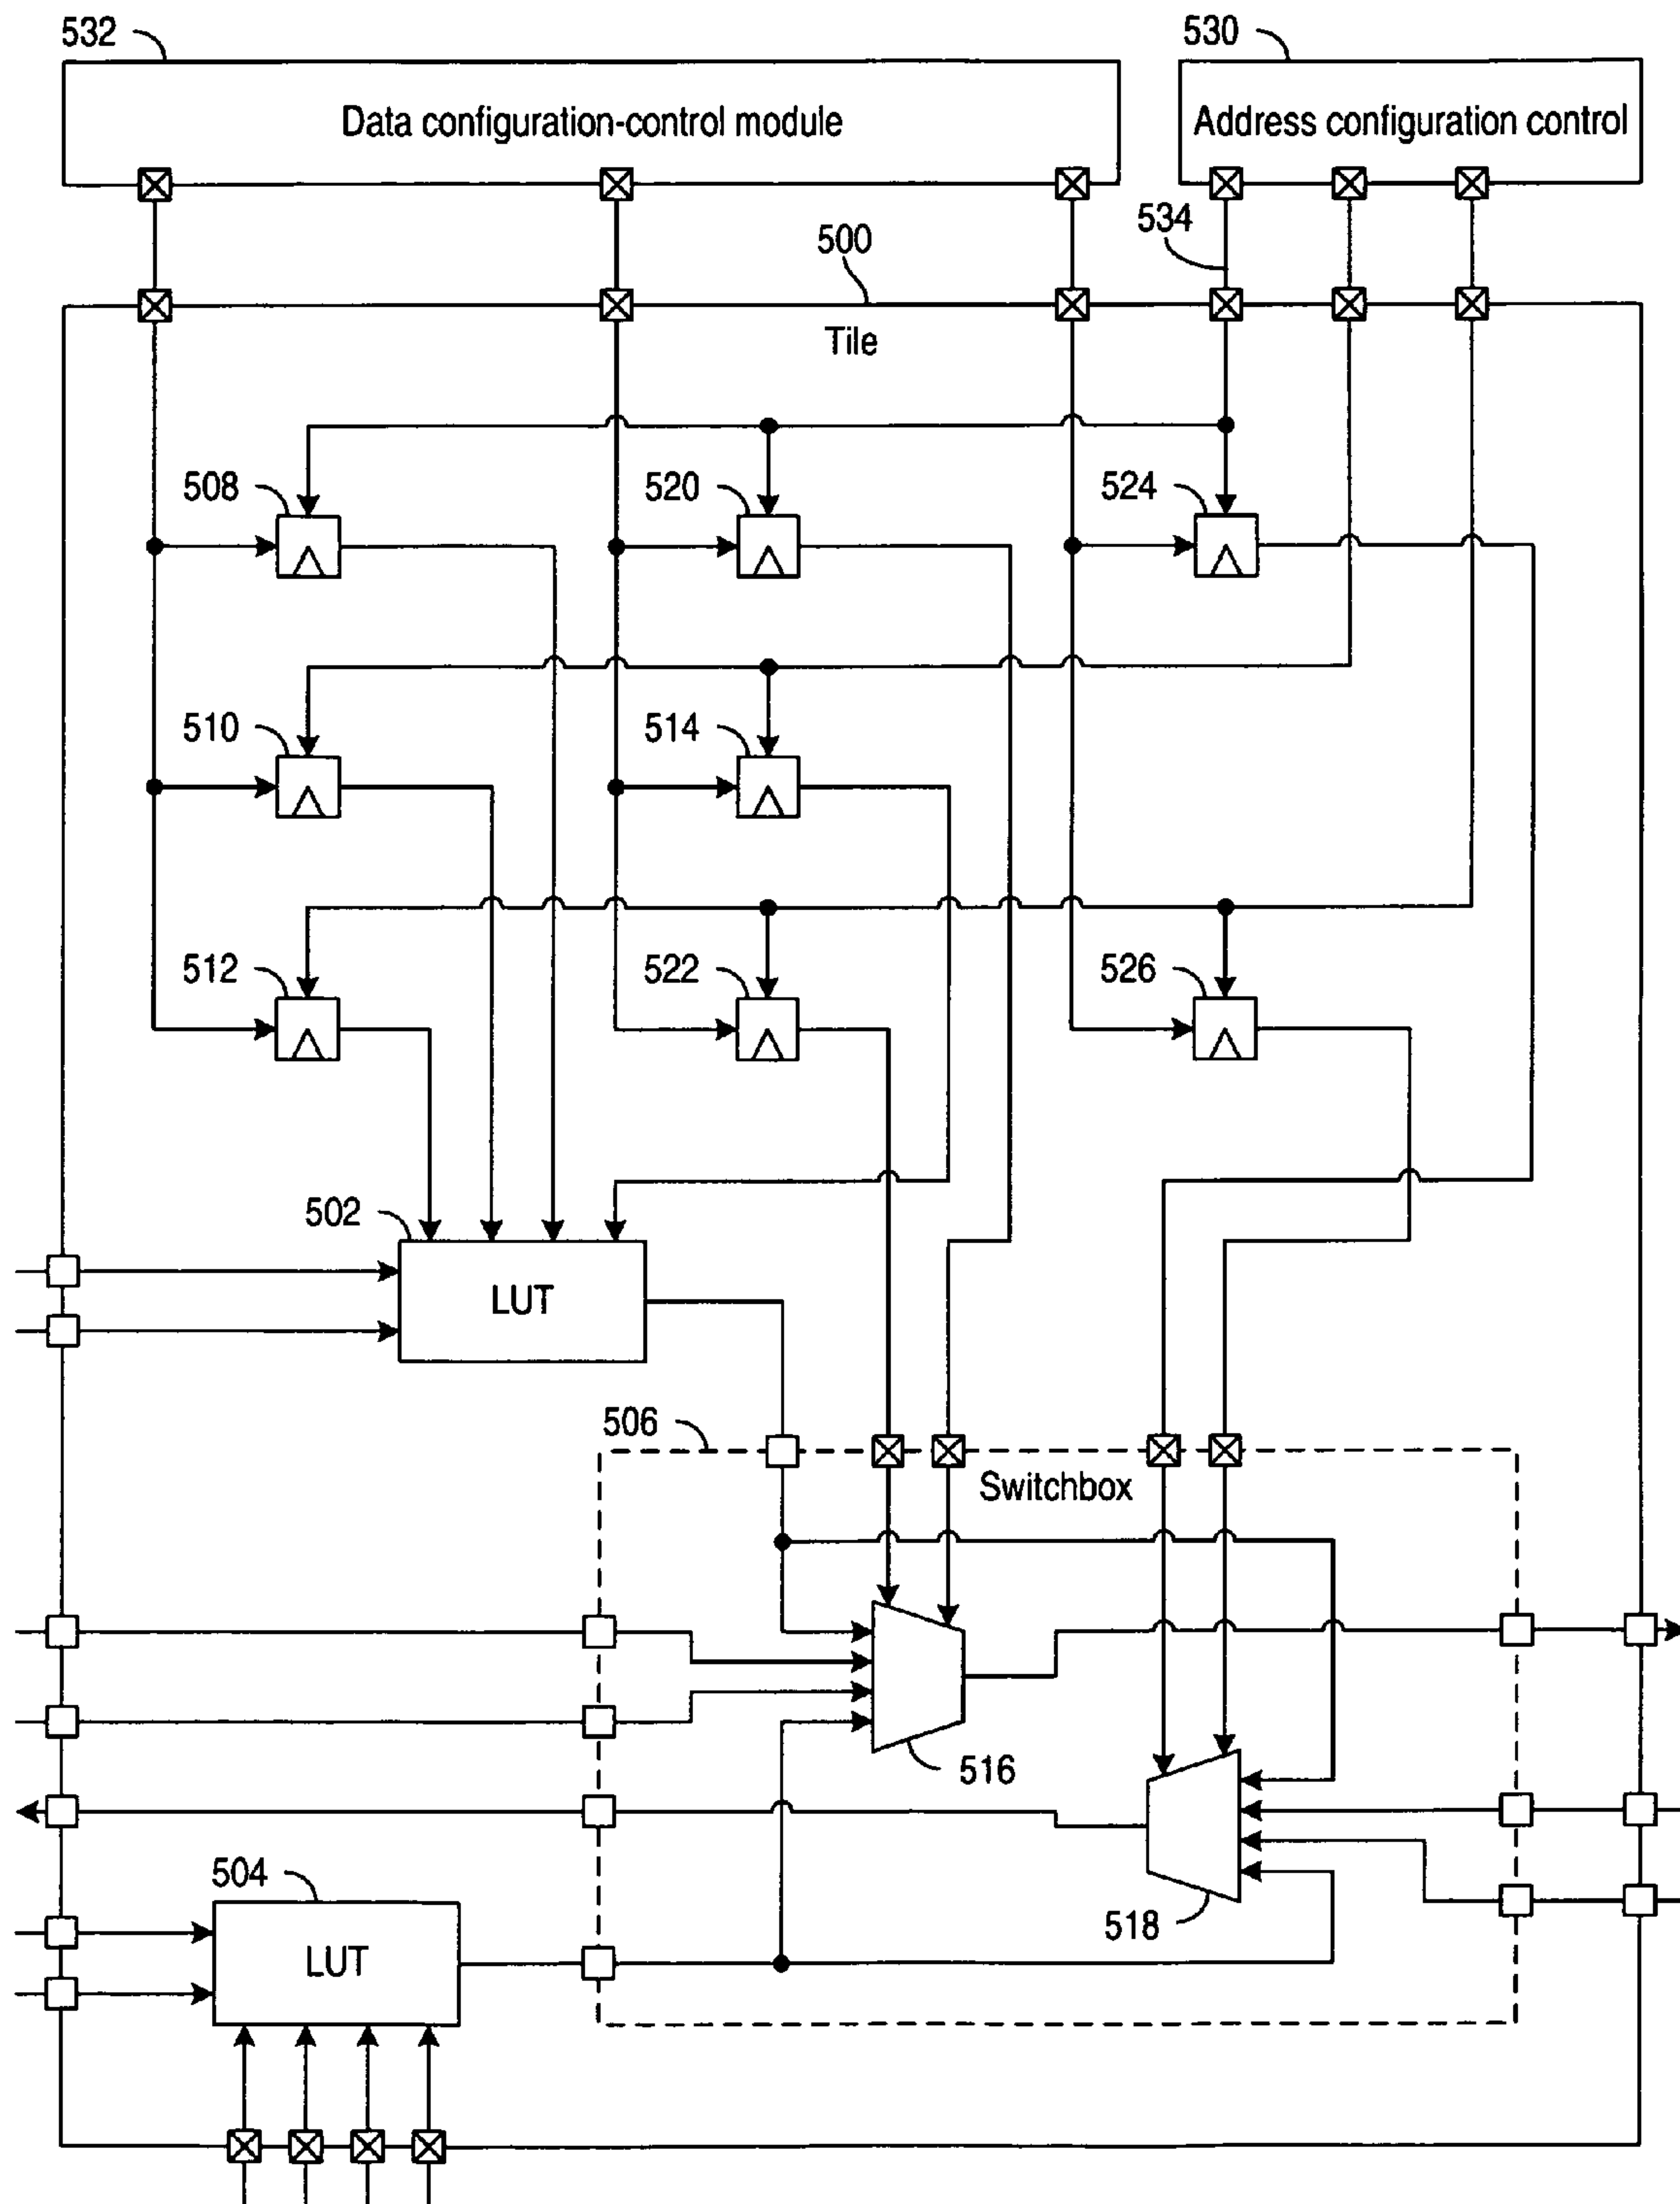 532
530
Data configuration-control module
Address configuration control
534
500
Tile
508
520
524
510
514
512
522
526
502
LUT
506
Switchbox
516
504
LUT
518